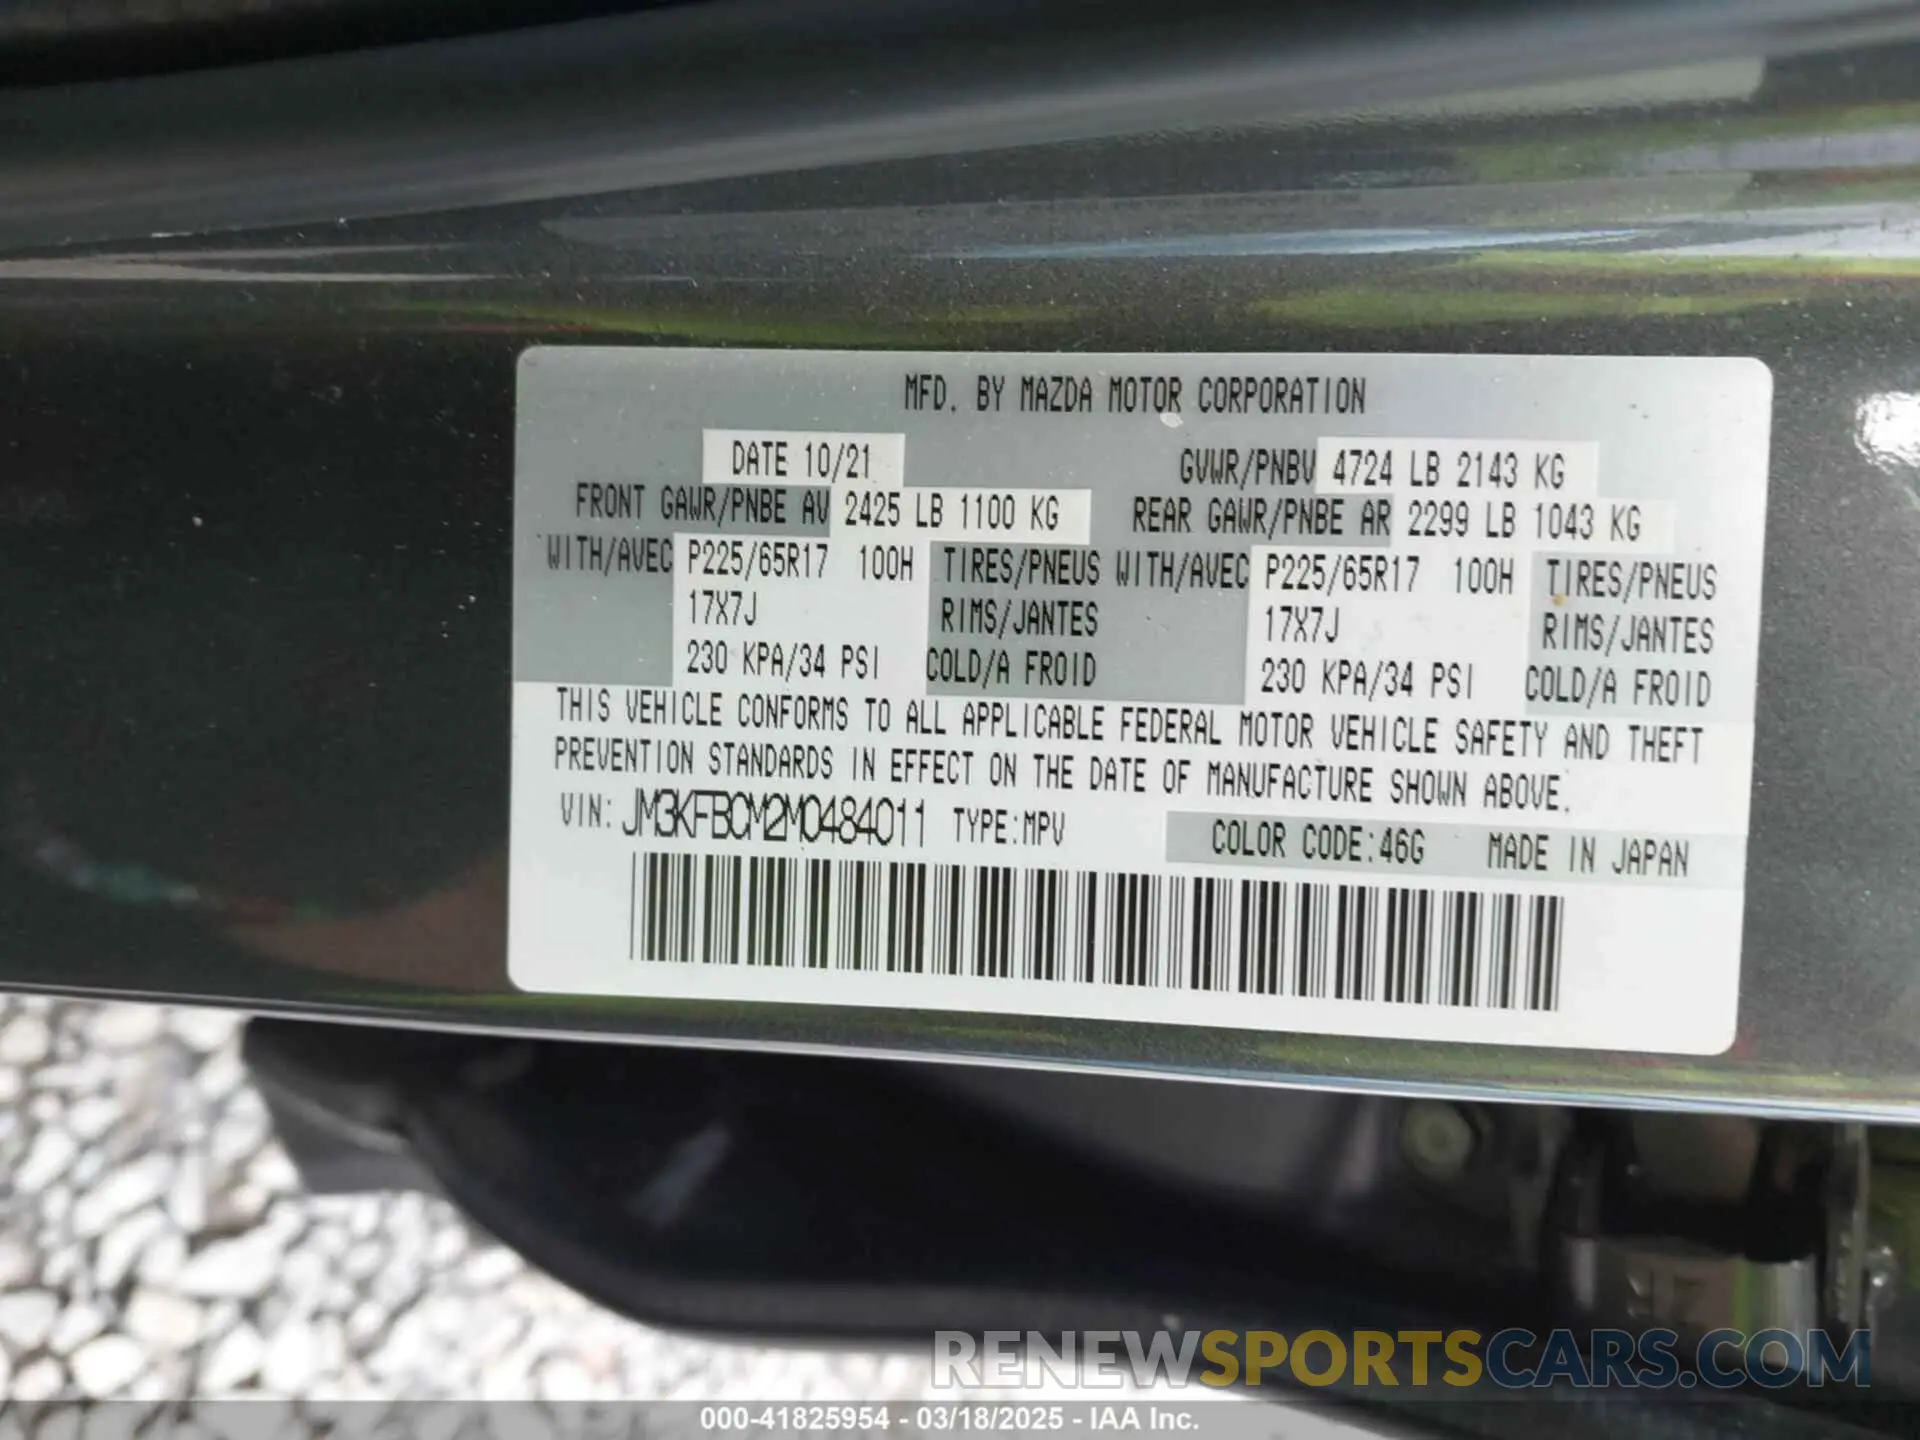 MFD. BY MAZDA MOTOR CORPORATION
DATE 10/21 GVWR/PNBV 4724 LB 2143 KG
FRONT GAWR/PNBE AV 2425 LB 1100 KG REAR GAWR/PNBE AR 2299 LB 1043 KG
WITH/AVEC P225/65R17 100H TIRES/PNEUS WITH/AVEC P225/65R17 100H TIRES/PNEUS
17X7J RIMS/JANTES 17X7J RIMS/JANTES
230 KPA/34 PSI COLD/A FROID 230 KPA/34 PSI COLD/A FROID
THIS VEHICLE CONFORMS TO ALL APPLICABLE FEDERAL MOTOR VEHICLE SAFETY AND THEFT
PREVENTION STANDARDS IN EFFECT ON THE DATE OF MANUFACTURE SHOWN ABOVE.
VIN: JM3KFBCM2M0484011 TYPE:MPV COLOR CODE:46G MADE IN JAPAN
RENEWSPORTSCARS.COM
000-41825954 - 03/18/2025 - IAA Inc.